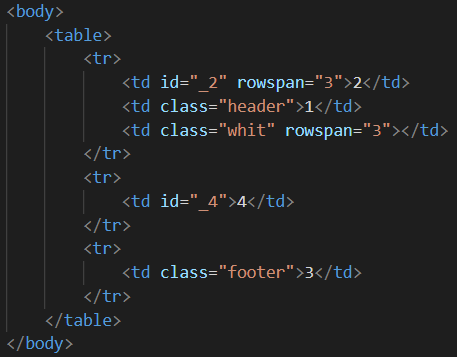 <body>
<table>
<tr>
<td id="_2" rowspan="3">2</td>
<td class="header">1</td>
<td class="whit" rowspan="3"></td>
</tr>
<tr>
<td id="_4">4</td>
</tr>
<tr>
<td class="footer">3</td>
</tr>
</table>
</body>